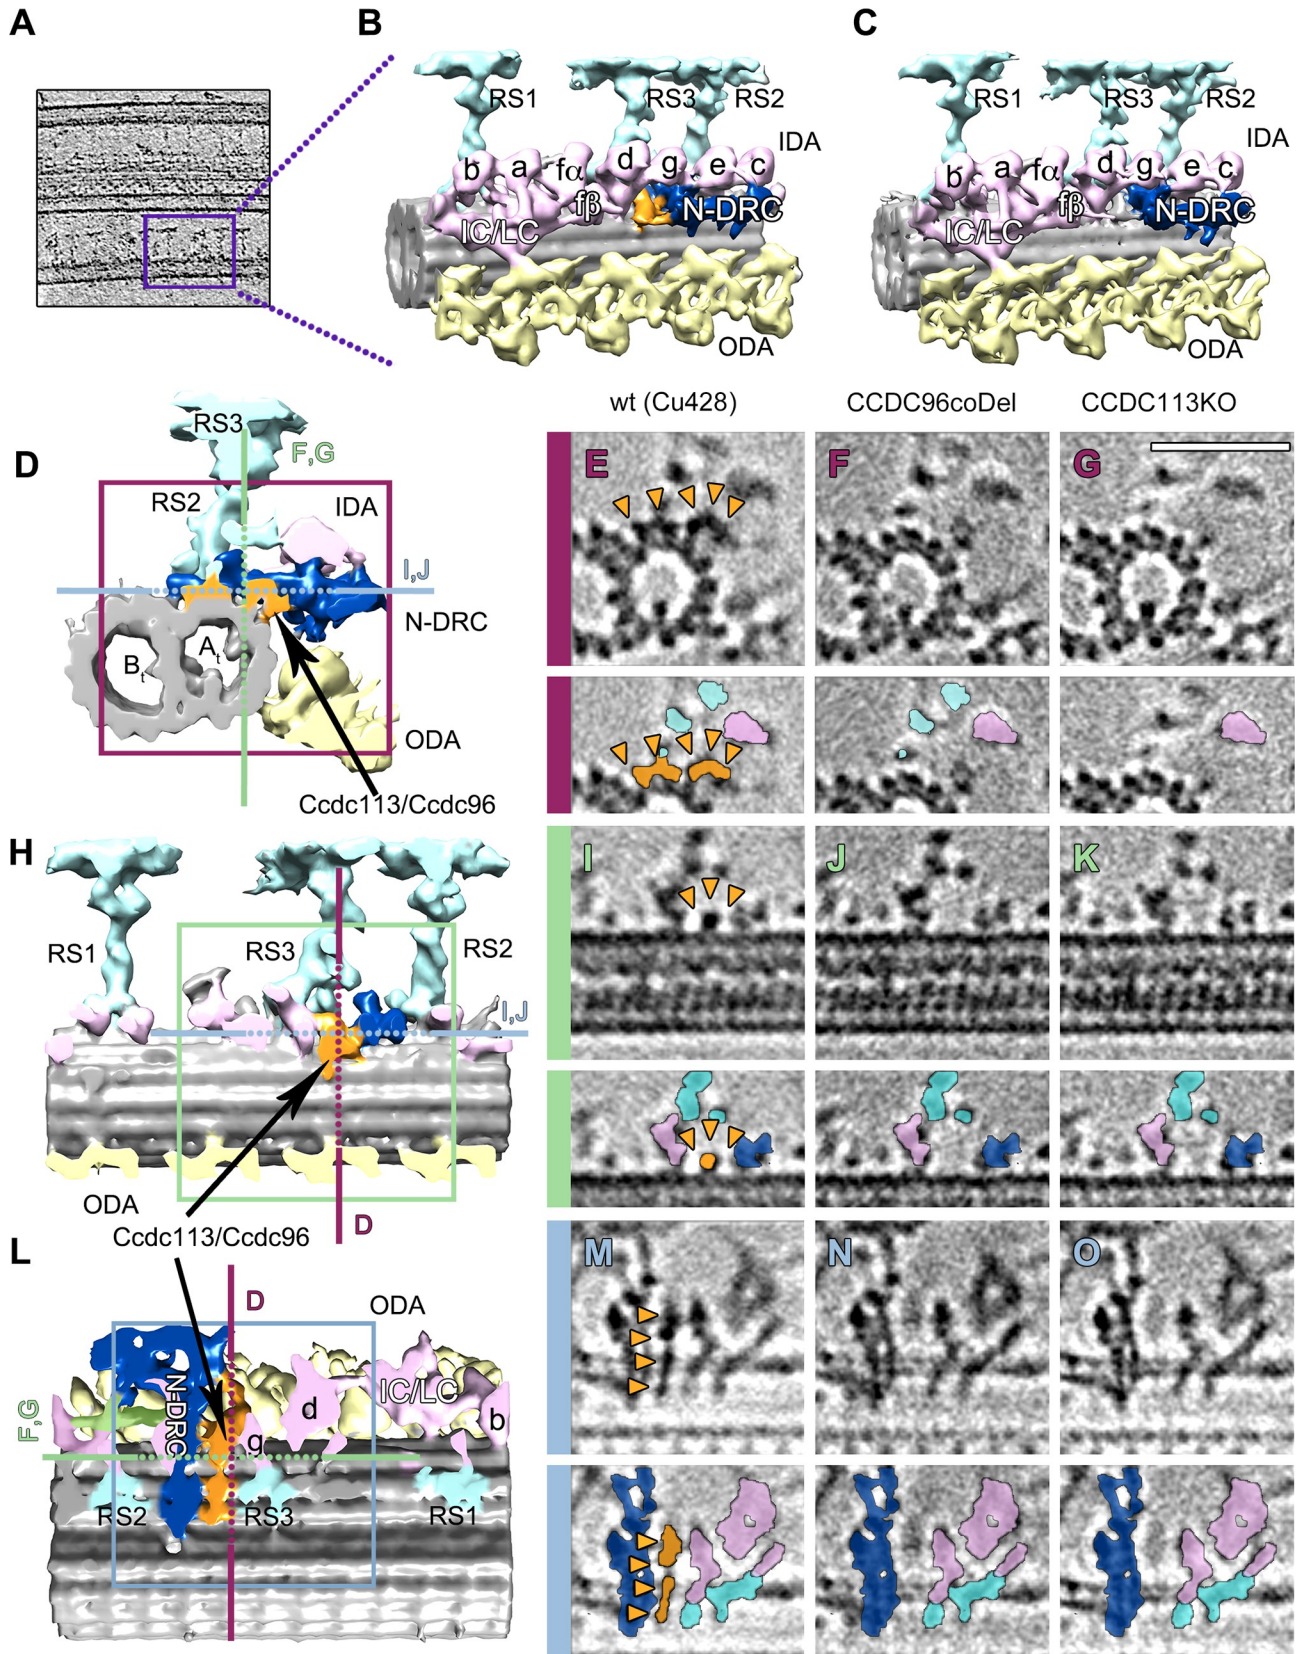 A
B
C
RS1
RS3
RS2
IDA
b
a
fα
d
g
e
c
fβ
N-DRC
IC/LC
ODA
RS1
RS3
RS2
IDA
b
a
fα
d
g
e
c
fβ
N-DRC
IC/LC
ODA
wt (Cu428)
CCDC96coDel
CCDC113KO
D
RS3
F,G
RS2
IDA
I,J
N-DRC
Bt
At
ODA
Ccdc113/Ccdc96
E
F
G
H
RS1
RS3
RS2
I,J
ODA
D
Ccdc113/Ccdc96
I
J
K
L
D
ODA
N-DRC
IC/LC
d
b
g
F,G
RS2
RS3
RS1
M
N
O